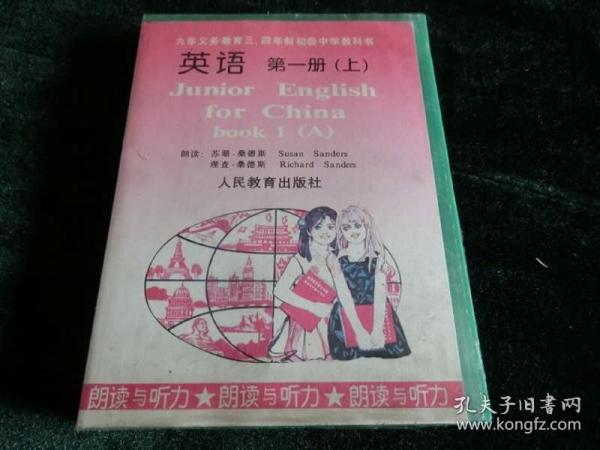 九年义务教育三、四年制初级中学教科书
英语 第一册(上)
Junior English
for China
book 1 (A)
朗读: 苏珊-桑德斯 Susan Sanders
理查-桑德斯 Richard Sanders
人民教育出版社
朗读与听力★朗读与听力★朗读与听力
孔夫子旧书网
www.kongfz.com